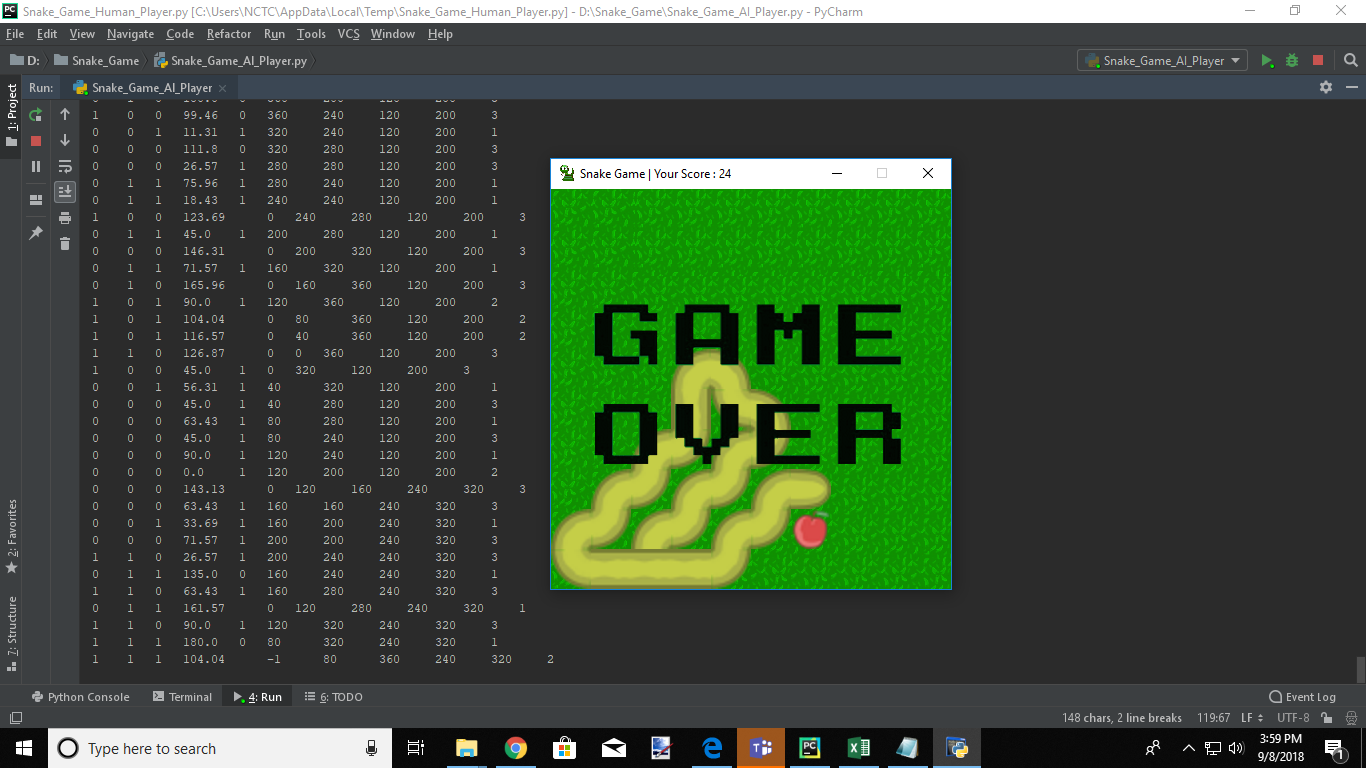 Snake_Game_Human_Player.py [C:\Users\NCTC\AppData\Local\Temp\Snake_Game_Human_Player.py] - D:\Snake_Game\Snake_Game_AI_Player.py - PyCharm
File Edit View Navigate Code Refactor Run Tools VCS Window Help
D: Snake_Game Snake_Game_AI_Player.py Snake_Game_AI_Player
1: Project
Run: Snake_Game_AI_Player
1 0 0 99.46 0 360 240 120 200 3
0 0 1 11.31 1 320 240 120 200 1
0 0 0 111.8 0 320 280 120 200 3
0 0 0 26.57 1 280 280 120 200 3
0 1 1 75.96 1 280 240 120 200 1
0 1 1 18.43 1 240 240 120 200 1
1 0 0 123.69 0 240 280 120 200 3
0 0 1 45.0 1 200 280 120 200 1
0 0 0 146.31 0 200 320 120 200 3
0 1 1 71.57 1 160 320 120 200 1
0 1 0 165.96 0 160 360 120 200 3
1 0 1 90.0 1 120 360 120 200 2
1 0 1 104.04 0 80 360 120 200 2
1 0 1 116.57 0 40 360 120 200 2
1 1 0 126.87 0 0 360 120 200 3
1 0 0 45.0 1 0 320 120 200 3
0 0 1 56.31 1 40 320 120 200 1
0 0 1 45.0 1 40 280 120 200 3
0 0 1 63.43 1 80 280 120 200 1
0 0 1 45.0 1 80 240 120 200 3
0 0 1 90.0 1 120 240 120 200 1
0 0 0 0.0 1 120 200 120 200 2
0 0 0 143.13 0 120 160 240 320 3
0 0 0 63.43 1 160 160 240 320 3
0 0 1 33.69 1 160 200 240 320 1
0 0 0 71.57 1 200 200 240 320 3
1 1 0 26.57 1 200 240 240 320 3
0 1 0 135.0 0 160 240 240 320 1
1 1 0 63.43 1 160 280 240 320 3
0 1 1 161.57 0 120 280 240 320 1
1 1 0 90.0 1 120 320 240 320 3
1 1 1 180.0 0 80 320 240 320 1
1 1 1 104.04 -1 80 360 240 320 2
Snake Game | Your Score : 24
GAME
OVER
2: Favorites
7: Structure
Python Console Terminal 4: Run 6: TODO Event Log
148 chars, 2 line breaks 119:67 LF UTF-8
Type here to search
3:59 PM
9/8/2018
1